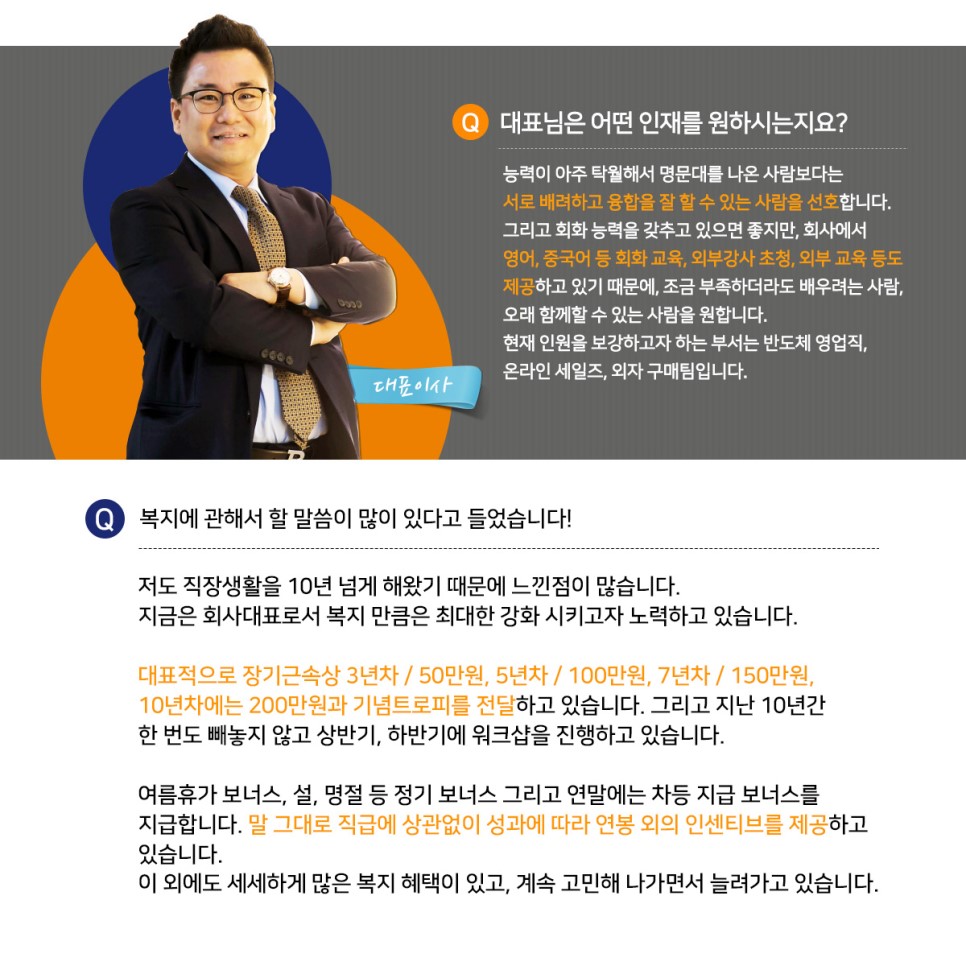 Q 대표님은 어떤 인재를 원하시는지요?
능력이 아주 탁월해서 명문대를 나온 사람보다는
서로 배려하고 융합을 잘 할 수 있는 사람을 선호합니다.
그리고 회화 능력을 갖추고 있으면 좋지만, 회사에서
영어, 중국어 등 회화 교육, 외부강사 초청, 외부 교육 등도
제공하고 있기 때문에, 조금 부족하더라도 배우려는 사람,
오래 함께할 수 있는 사람을 원합니다.
현재 인원을 보강하고자 하는 부서는 반도체 영업직,
온라인 세일즈, 외자 구매팀입니다.
대표이사
Q 복지에 관해서 할 말씀이 많이 있다고 들었습니다!
저도 직장생활을 10년 넘게 해왔기 때문에 느낀점이 많습니다.
지금은 회사대표로서 복지 만큼은 최대한 강화 시키고자 노력하고 있습니다.
대표적으로 장기근속상 3년차 / 50만원, 5년차 / 100만원, 7년차 / 150만원,
10년차에는 200만원과 기념트로피를 전달하고 있습니다. 그리고 지난 10년간
한 번도 빼놓지 않고 상반기, 하반기에 워크샵을 진행하고 있습니다.
여름휴가 보너스, 설, 명절 등 정기 보너스 그리고 연말에는 차등 지급 보너스를
지급합니다. 말 그대로 직급에 상관없이 성과에 따라 연봉 외의 인센티브를 제공하고
있습니다.
이 외에도 세세하게 많은 복지 혜택이 있고, 계속 고민해 나가면서 늘려가고 있습니다.